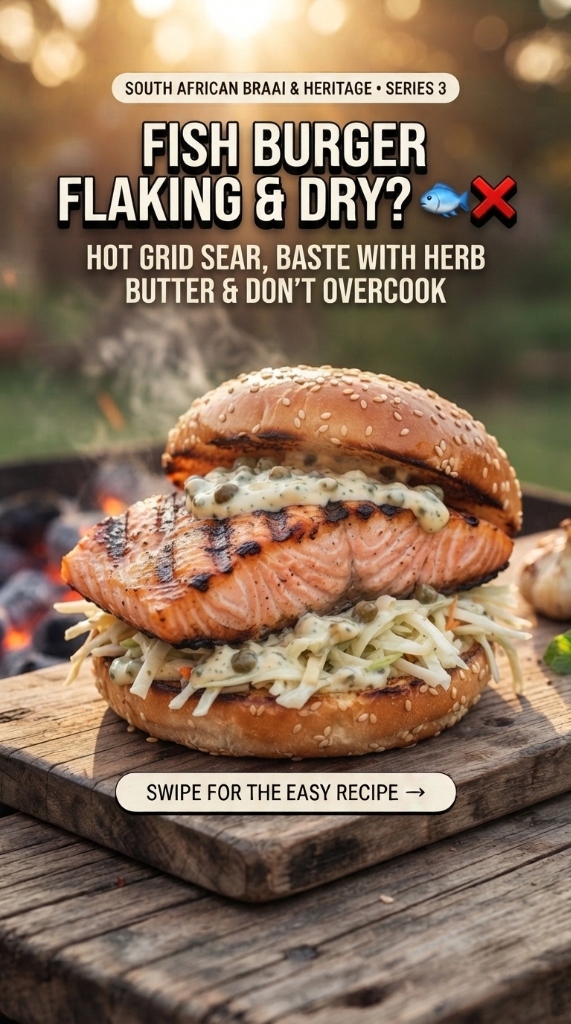 SOUTH AFRICAN BRAAI & HERITAGE • SERIES 3
FISH BURGER
FLAKING & DRY? 🐟❌
HOT GRID SEAR, BASTE WITH HERB
BUTTER & DON'T OVERCOOK
SWIPE FOR THE EASY RECIPE →